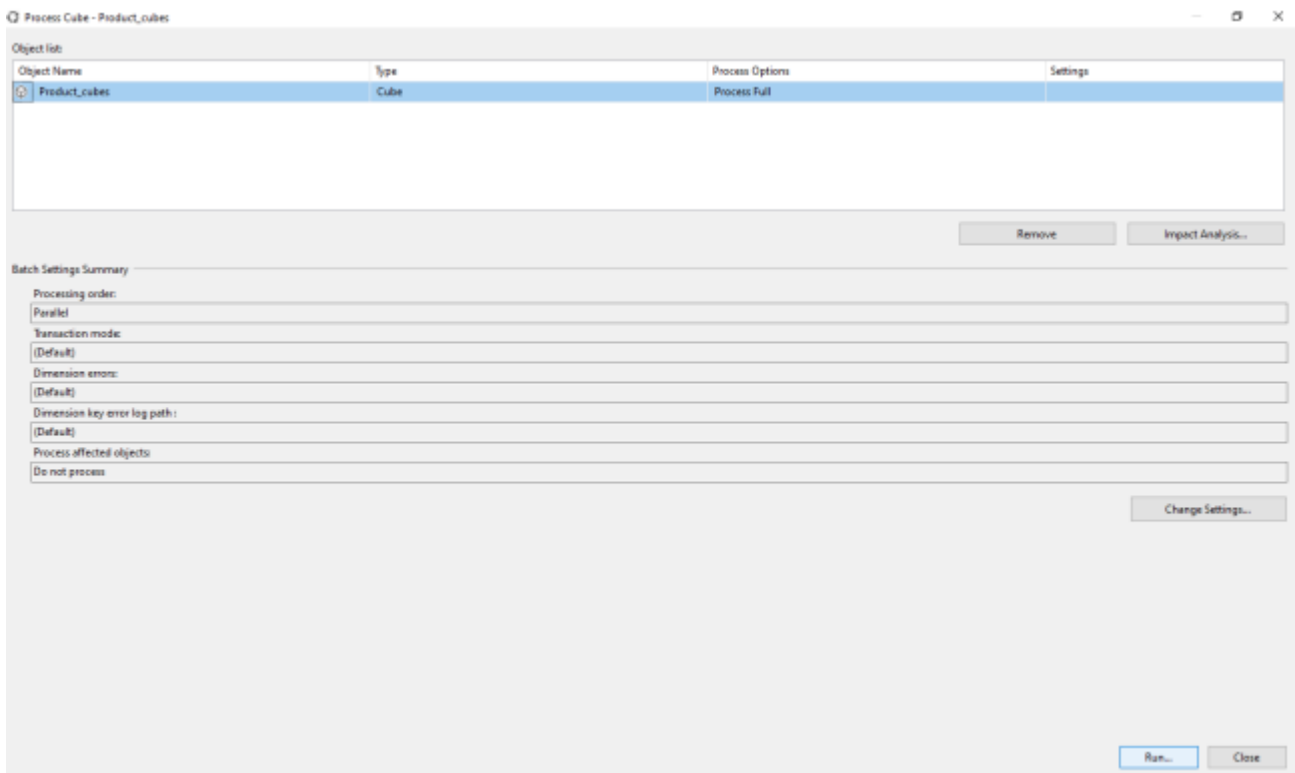 Process Cube - Product_cubes
Object list:
Object Name Type Process Options Settings
Product_cubes Cube Process Full
Remove Impact Analysis...
Batch Settings Summary
Processing order:
Parallel
Transaction mode:
(Default)
Dimension errors:
(Default)
Dimension key error log path :
(Default)
Process affected objects:
Do not process
Change Settings...
Run... Close